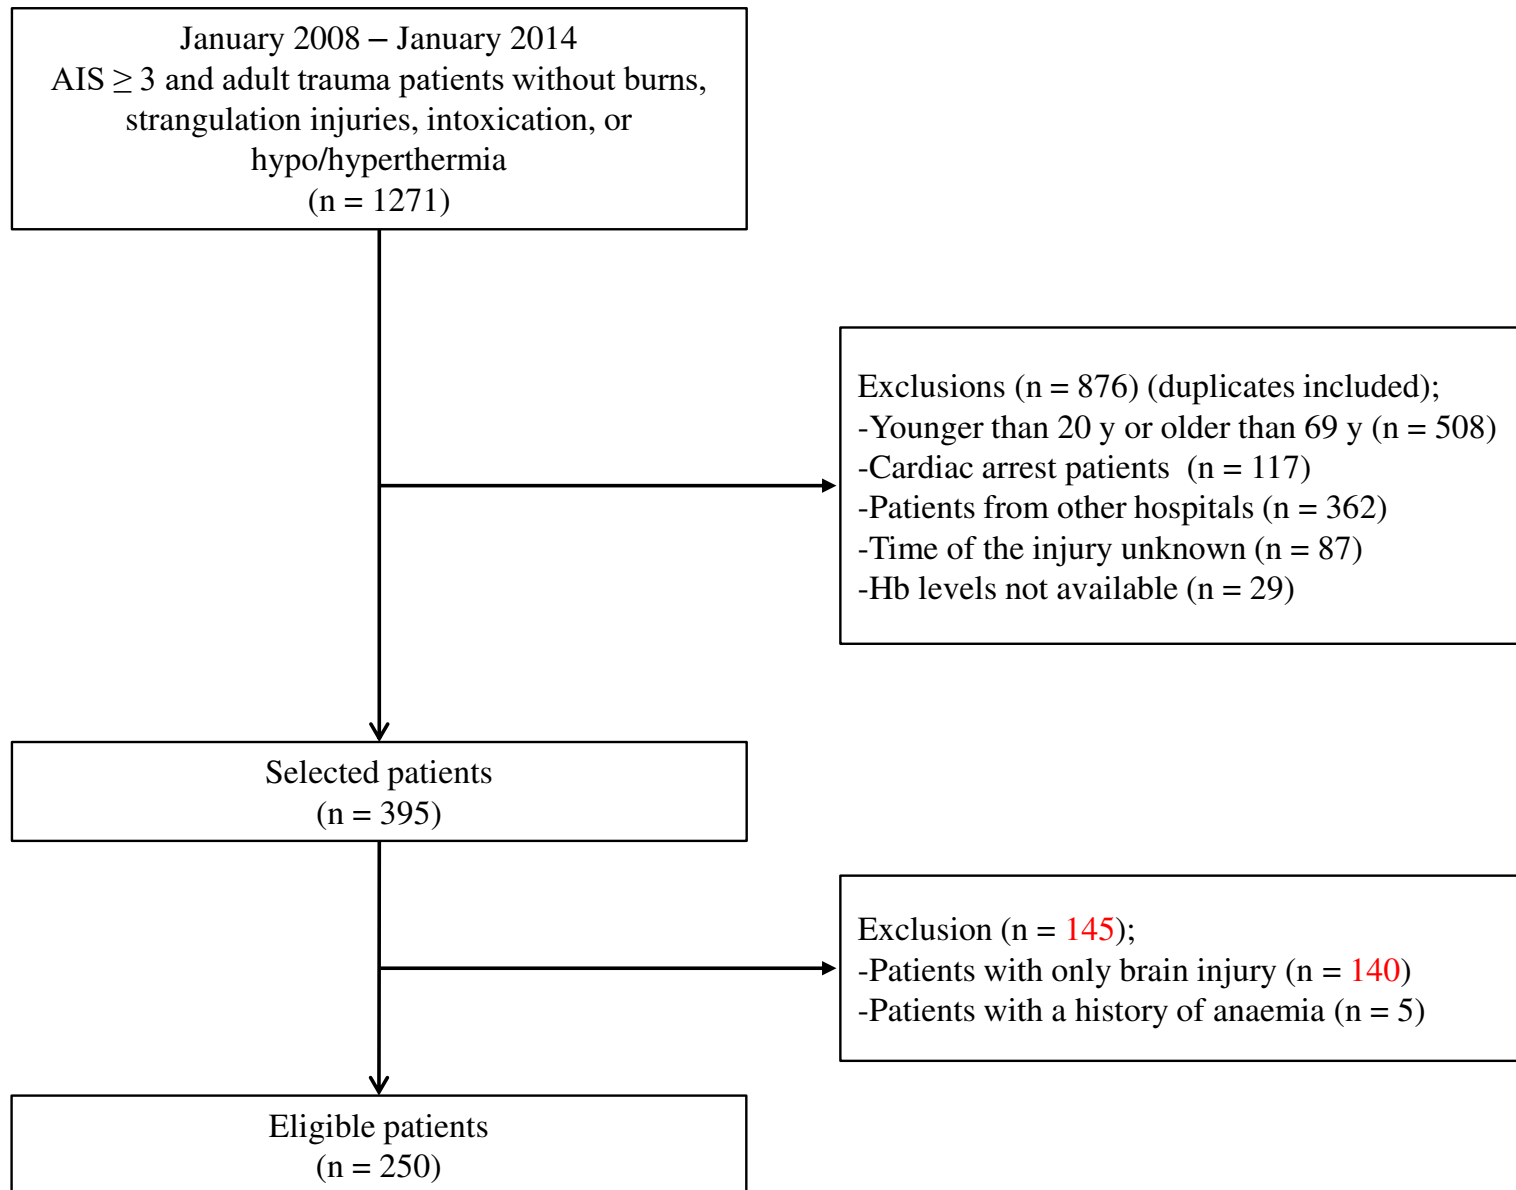 January 2008 – January 2014
AIS ≥ 3 and adult trauma patients without burns,
strangulation injuries, intoxication, or
hypo/hyperthermia
(n = 1271)
Exclusions (n = 876) (duplicates included);
-Younger than 20 y or older than 69 y (n = 508)
-Cardiac arrest patients (n = 117)
-Patients from other hospitals (n = 362)
-Time of the injury unknown (n = 87)
-Hb levels not available (n = 29)
Selected patients
(n = 395)
Exclusion (n = 145);
-Patients with only brain injury (n = 140)
-Patients with a history of anaemia (n = 5)
Eligible patients
(n = 250)